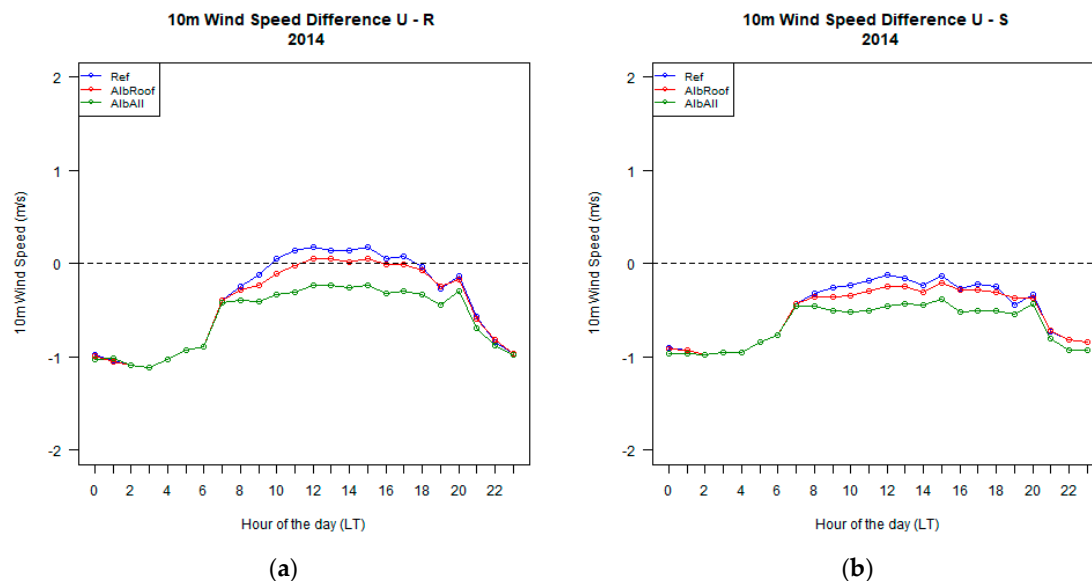 10m Wind Speed Difference U - R
2014
Ref
AlbRoof
AlbAll
2
1
0
-1
-2
10m Wind Speed (m/s)
0 2 4 6 8 10 12 14 16 18 20 22
Hour of the day (LT)
(a)
10m Wind Speed Difference U - S
2014
Ref
AlbRoof
AlbAll
2
1
0
-1
-2
10m Wind Speed (m/s)
0 2 4 6 8 10 12 14 16 18 20 22
Hour of the day (LT)
(b)